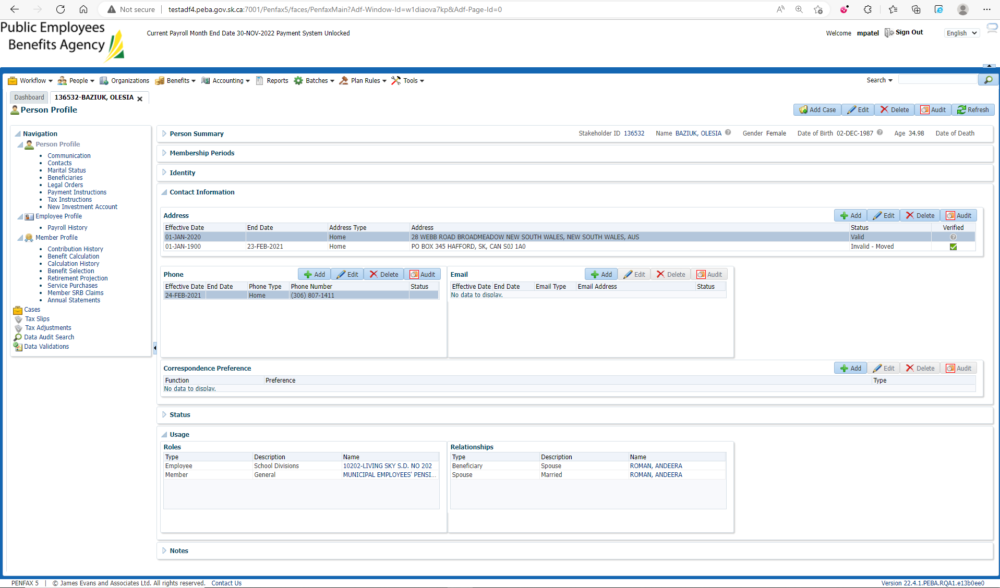 Not secure testadf4.peba.gov.sk.ca:7001/Penfax5/faces/PenfaxMain?Adf-Window-Id=w1diaova7kp&Adf-Page-Id=0
Public Employees
Benefits Agency
Current Payroll Month End Date 30-NOV-2022 Payment System Unlocked
Welcome mpatel Sign Out English
Workflow People Organizations Benefits Accounting Reports Batches Plan Rules Tools Search
Dashboard 136532-BAZIUK, OLESIA
Person Profile
Add Case Edit Delete Audit Refresh
Navigation
Person Profile
Communication
Contacts
Marital Status
Beneficiaries
Legal Orders
Payment Instructions
Tax Instructions
New Investment Account
Employee Profile
Payroll History
Member Profile
Contribution History
Benefit Calculation
Calculation History
Benefit Selection
Retirement Projection
Service Purchases
Member SRB Claims
Annual Statements
Cases
Tax Slips
Tax Adjustments
Data Audit Search
Data Validations
Person Summary Stakeholder ID 136532 Name BAZIUK, OLESIA Gender Female Date of Birth 02-DEC-1987 Age 34.98 Date of Death
Membership Periods
Identity
Contact Information
Address Add Edit Delete Audit
Effective Date End Date Address Type Address Status Verified
01-JAN-2020 Home 28 WEBB ROAD BROADMEADOW NEW SOUTH WALES, NEW SOUTH WALES, AUS Valid
01-JAN-1900 23-FEB-2021 Home PO BOX 345 HAFFORD, SK, CAN S0J 1A0 Invalid - Moved
Phone Add Edit Delete Audit
Effective Date End Date Phone Type Phone Number Status
24-FEB-2021 Home (306) 807-1411
Email Add Edit Delete Audit
Effective Date End Date Email Type Email Address Status
No data to display.
Correspondence Preference Add Edit Delete Audit
Function Preference Type
No data to display.
Status
Usage
Roles
Type Description Name
Employee School Divisions 10202-LIVING SKY S.D. NO 202
Member General MUNICIPAL EMPLOYEES' PENSI...
Relationships
Type Description Name
Beneficiary Spouse ROMAN, ANDEERA
Spouse Married ROMAN, ANDEERA
Notes
PENFAX 5 | © James Evans and Associates Ltd. All rights reserved. Contact Us Version 22.4.1.PEBA.RQA1.e13b0ee0